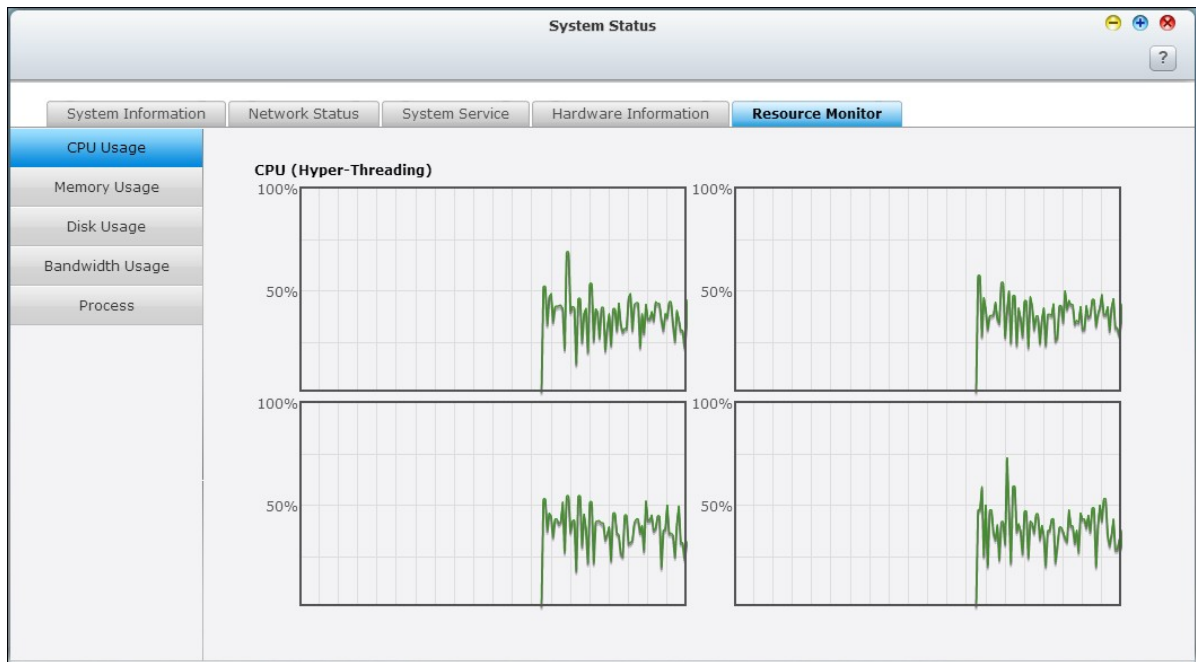 System Status
?
System Information Network Status System Service Hardware Information Resource Monitor
CPU Usage
Memory Usage
Disk Usage
Bandwidth Usage
Process
CPU (Hyper-Threading)
100% 100%
50% 50%
100% 100%
50% 50%